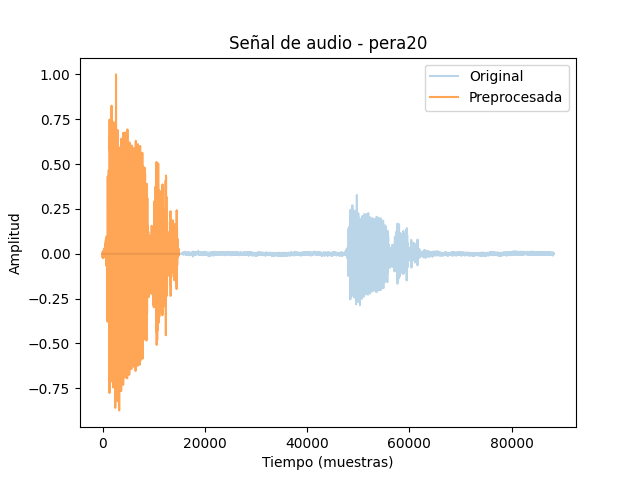 Señal de audio - pera20
Original
Preprocesada
Amplitud
1.00
0.75
0.50
0.25
0.00
−0.25
−0.50
−0.75
0 20000 40000 60000 80000
Tiempo (muestras)